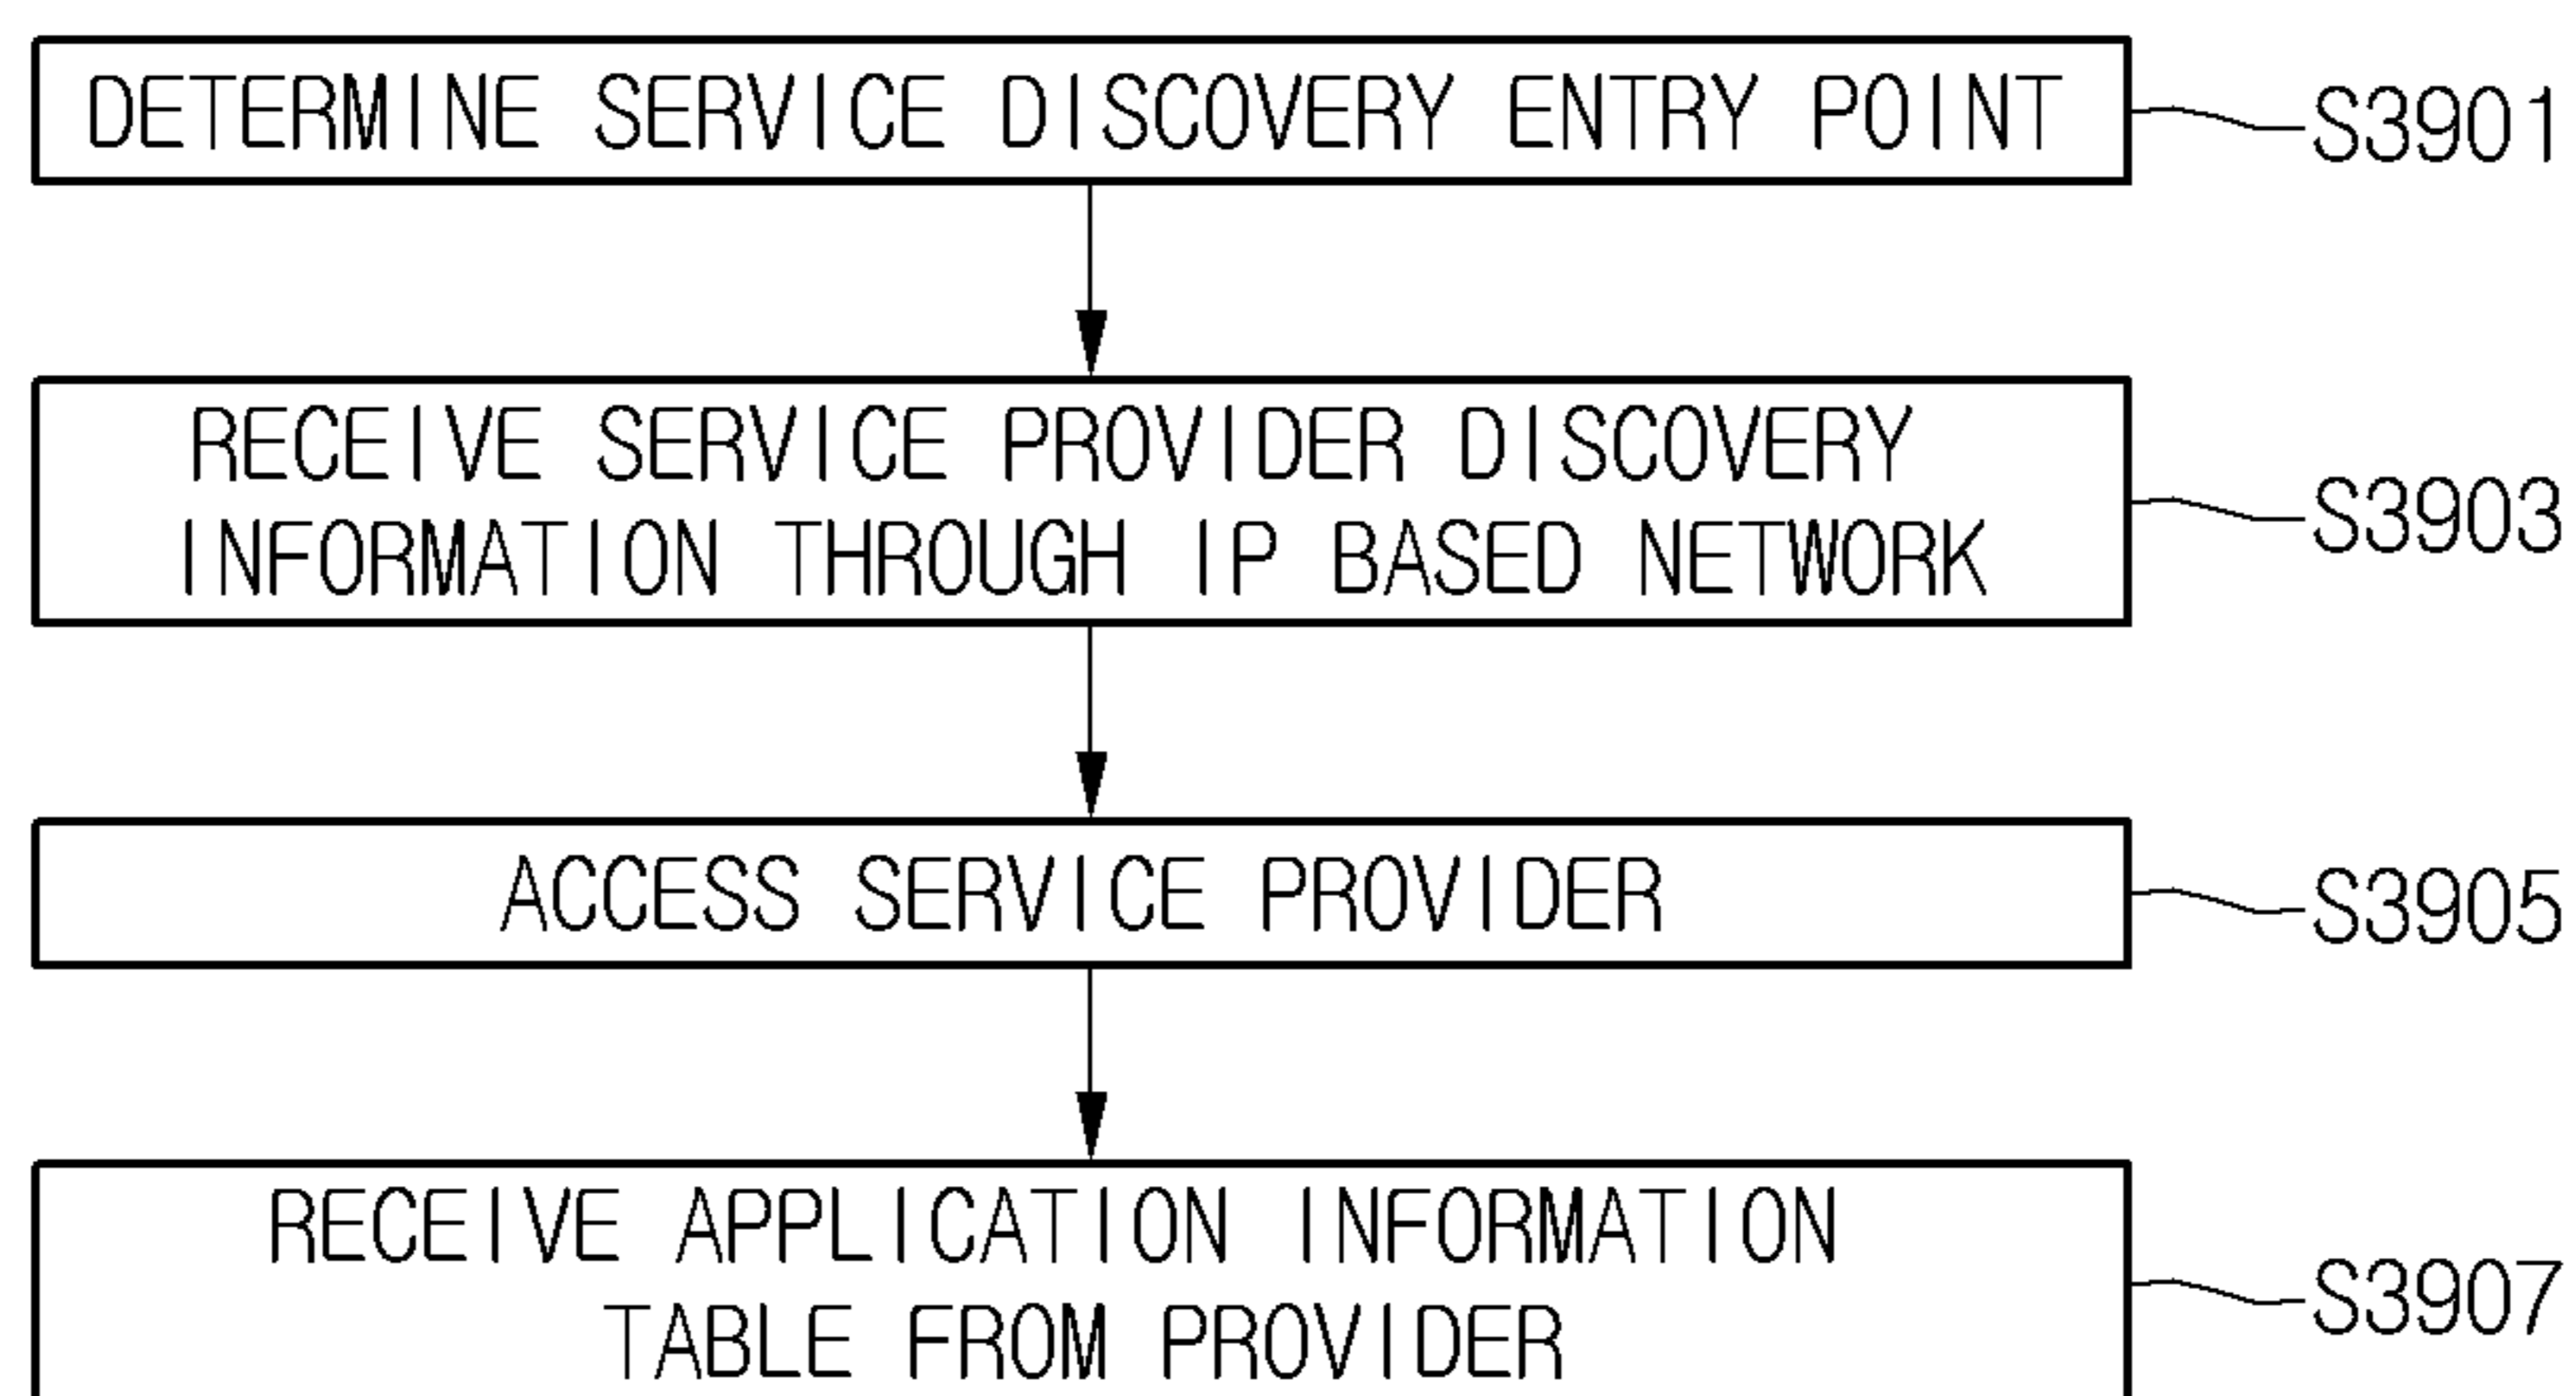 DETERMINE SERVICE DISCOVERY ENTRY POINT
S3901
RECEIVE SERVICE PROVIDER DISCOVERY
INFORMATION THROUGH IP BASED NETWORK
S3903
ACCESS SERVICE PROVIDER
S3905
RECEIVE APPLICATION INFORMATION
TABLE FROM PROVIDER
S3907